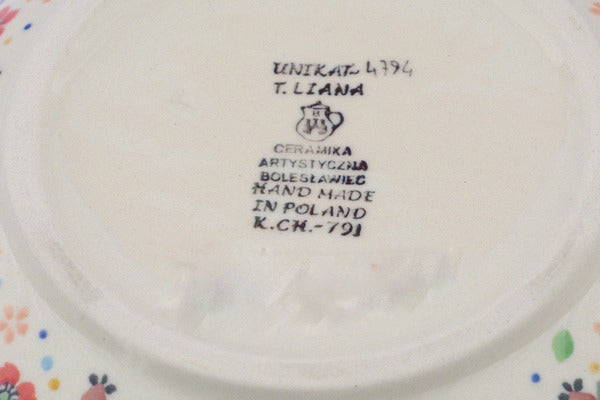 UNIKAT 4794
T. LIANA
CERAMIKA
ARTYSTYCZNA
BOLESŁAWIEC
HAND MADE
IN POLAND
K.CH.-791